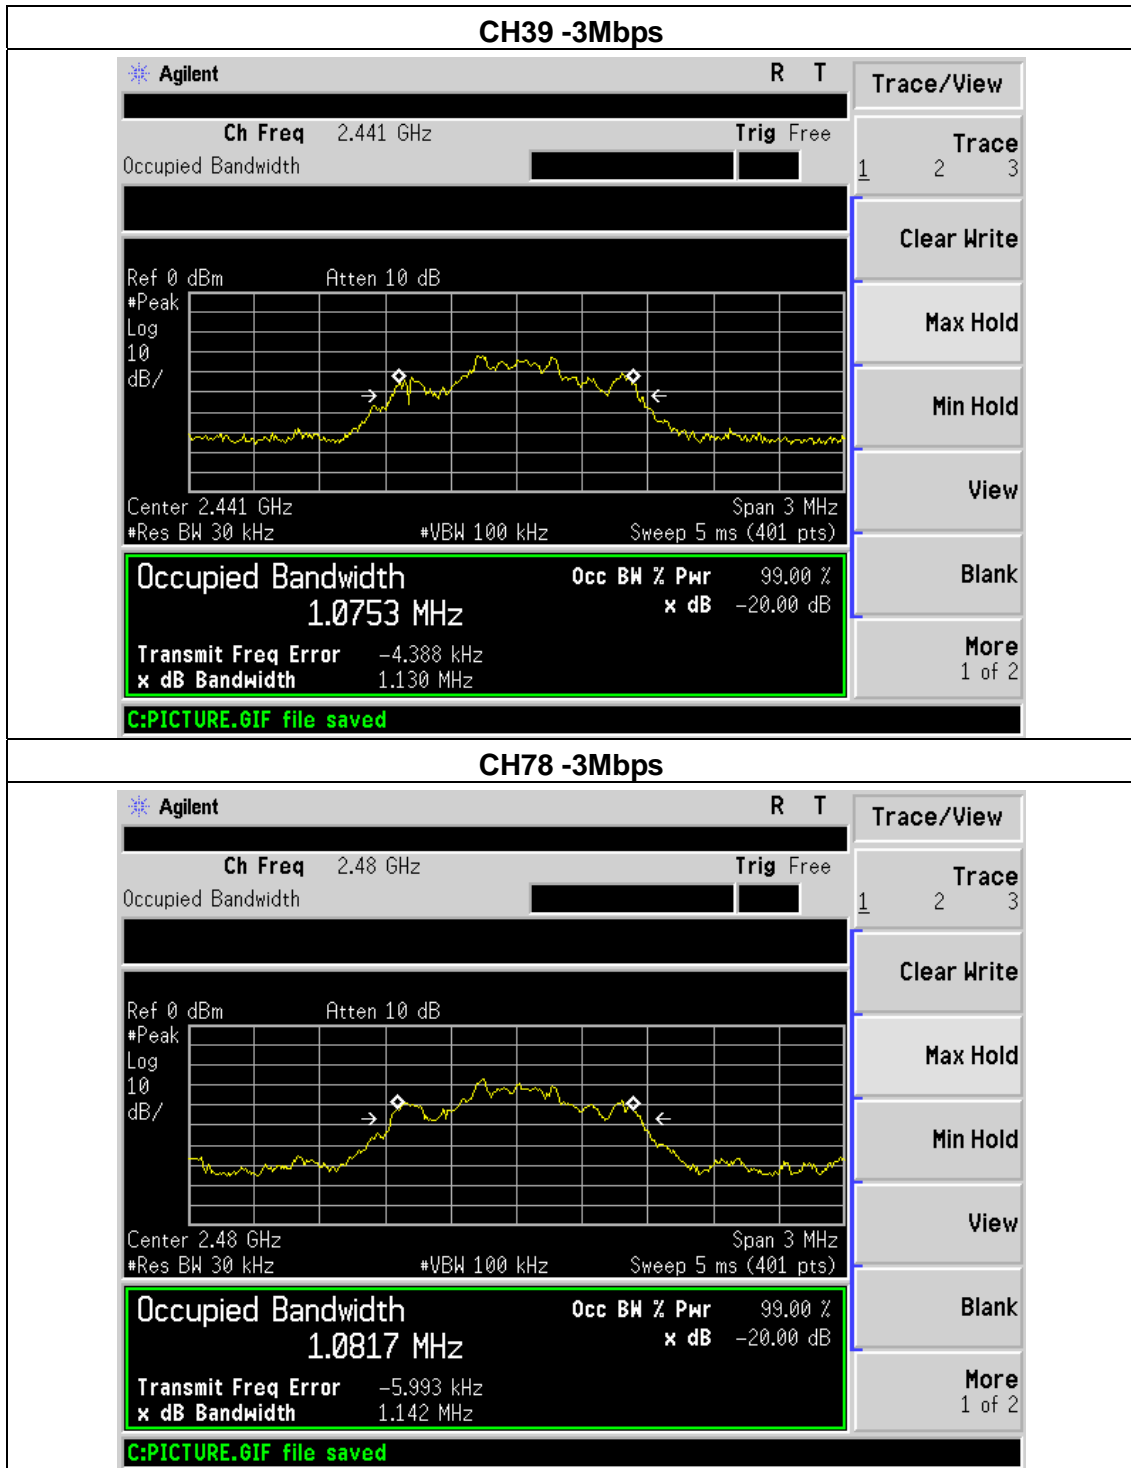 CH39 -3Mbps
Agilent R T
Trace/View
Ch Freq 2.441 GHz Trig Free
Occupied Bandwidth
Trace
1 2 3
Clear Write
Ref 0 dBm Atten 10 dB
#Peak
Log
10
dB/
Max Hold
Min Hold
View
Center 2.441 GHz Span 3 MHz
#Res BW 30 kHz #VBW 100 kHz Sweep 5 ms (401 pts)
Occupied Bandwidth Occ BW % Pwr 99.00 %
1.0753 MHz x dB -20.00 dB
Blank
Transmit Freq Error -4.388 kHz
x dB Bandwidth 1.130 MHz
More
1 of 2
C:PICTURE.GIF file saved
CH78 -3Mbps
Agilent R T
Trace/View
Ch Freq 2.48 GHz Trig Free
Occupied Bandwidth
Trace
1 2 3
Clear Write
Ref 0 dBm Atten 10 dB
#Peak
Log
10
dB/
Max Hold
Min Hold
View
Center 2.48 GHz Span 3 MHz
#Res BW 30 kHz #VBW 100 kHz Sweep 5 ms (401 pts)
Occupied Bandwidth Occ BW % Pwr 99.00 %
1.0817 MHz x dB -20.00 dB
Blank
Transmit Freq Error -5.993 kHz
x dB Bandwidth 1.142 MHz
More
1 of 2
C:PICTURE.GIF file saved